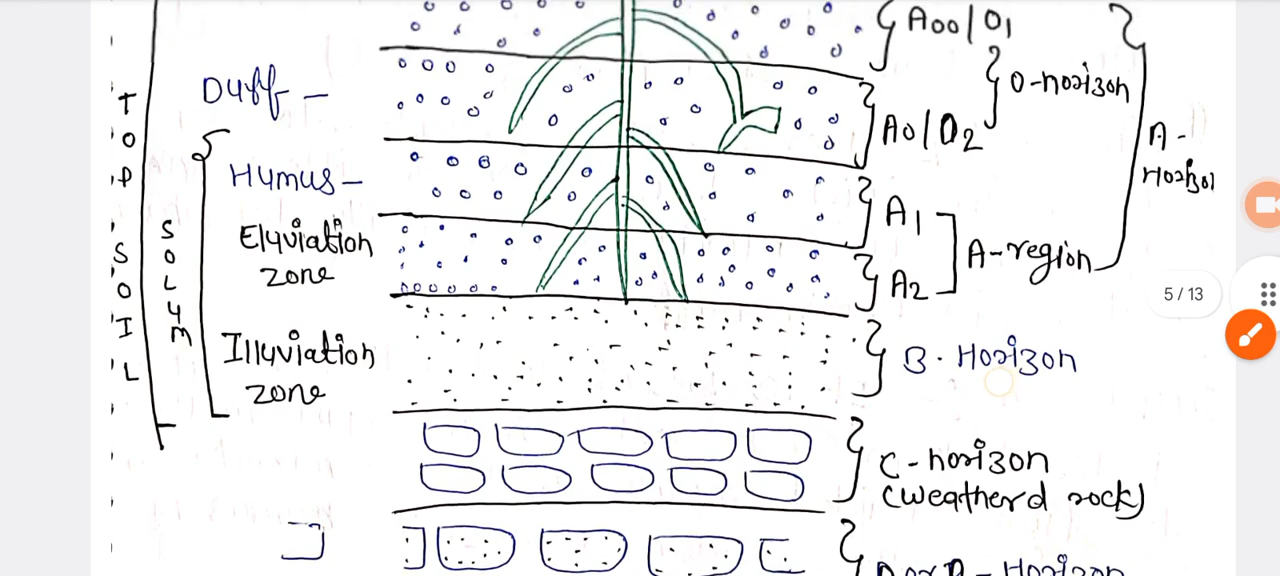 A00/O1
Duff -
O-horizon
A0/O2
A-
Horizon
Humus -
A1
Eluviation
zone
A-region
A2
TOP SOIL
SOLUM
5 / 13
Illuviation
zone
B. Horizon
C-horizon
(weatherd rock)